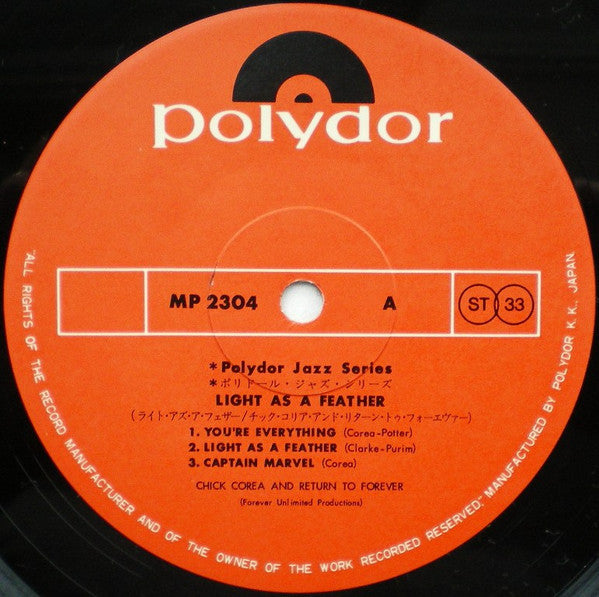 polydor
MP 2304 A ST 33
*Polydor Jazz Series
*ポリドール・ジャズ・シリーズ
LIGHT AS A FEATHER
(ライト・アズ・ア・フェザー/チック・コリア・アンド・リターン・トゥ・フォーエヴァー)
1. YOU'RE EVERYTHING (Corea-Potter)
2. LIGHT AS A FEATHER (Clarke-Purim)
3. CAPTAIN MARVEL (Corea)
CHICK COREA AND RETURN TO FOREVER
(Forever Unlimited Productions)
"ALL RIGHTS OF THE RECORD MANUFACTURER AND OF THE OWNER OF THE WORK RECORDED RESERVED." MANUFACTURED BY POLYDOR K.K., JAPAN.